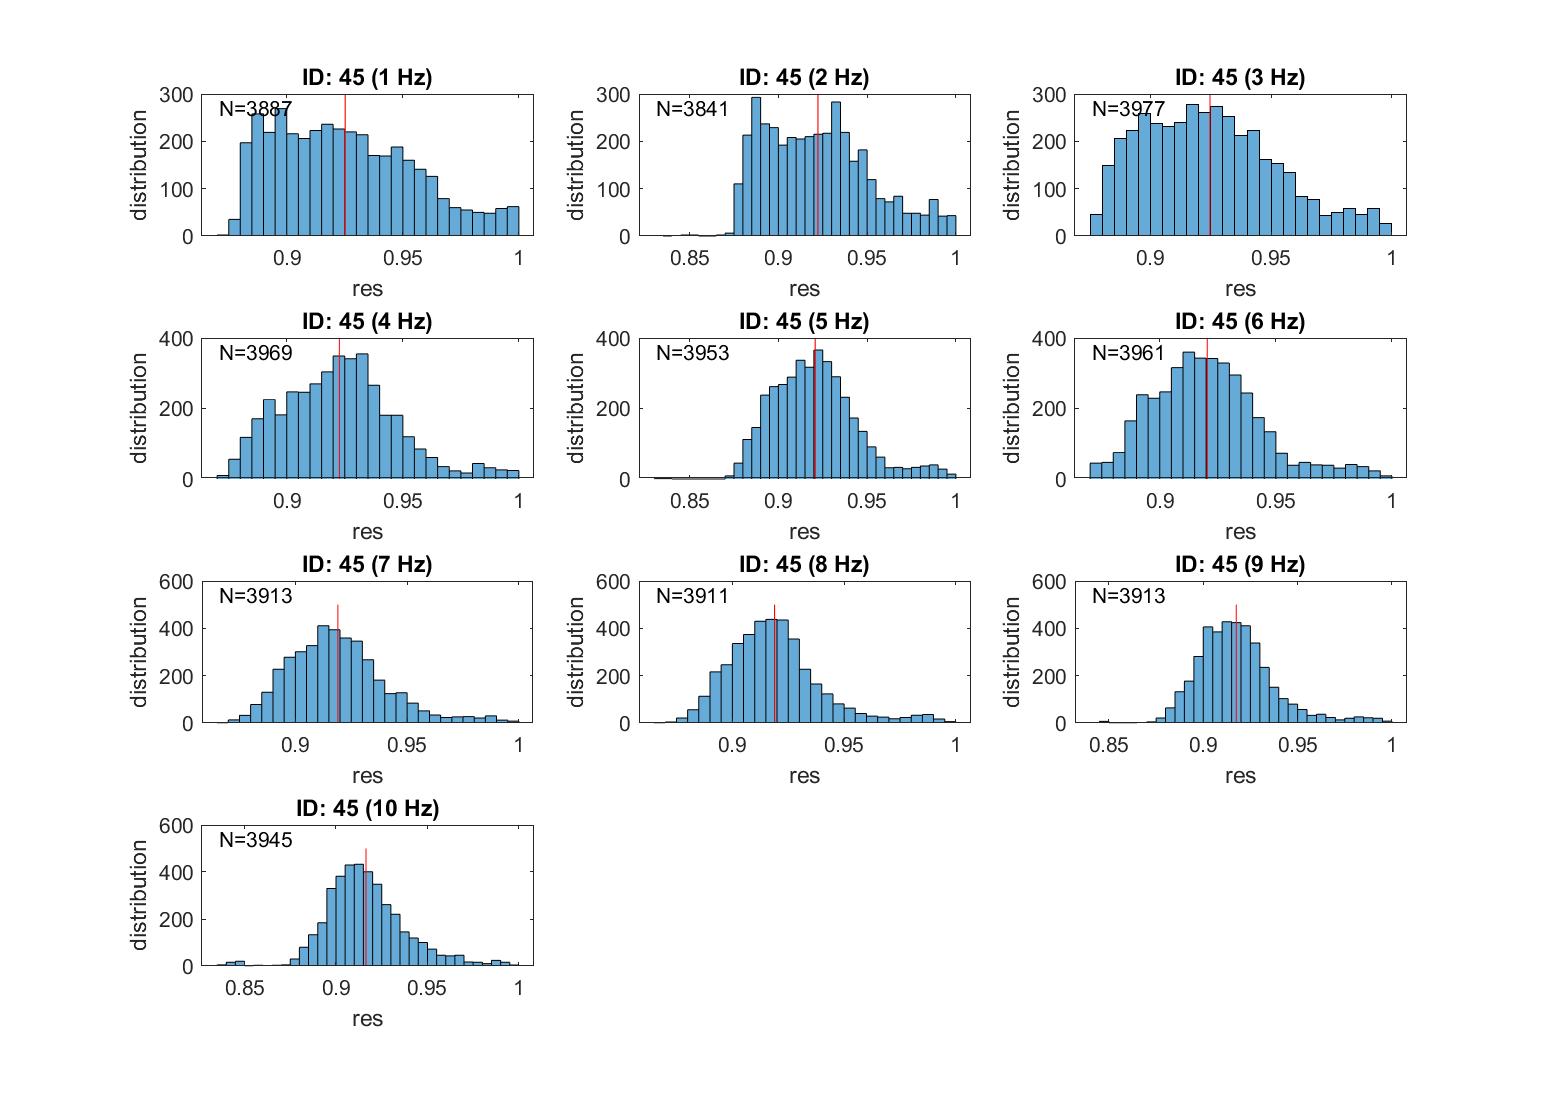 ID: 45 (1 Hz)
N=3887
300
200
100
0
distribution
0.9 0.95 1
res
ID: 45 (2 Hz)
N=3841
300
200
100
0
distribution
0.85 0.9 0.95 1
res
ID: 45 (3 Hz)
N=3977
300
200
100
0
distribution
0.9 0.95 1
res
ID: 45 (4 Hz)
N=3969
400
200
0
distribution
0.9 0.95 1
res
ID: 45 (5 Hz)
N=3953
400
200
0
distribution
0.85 0.9 0.95 1
res
ID: 45 (6 Hz)
N=3961
400
200
0
distribution
0.9 0.95 1
res
ID: 45 (7 Hz)
N=3913
600
400
200
0
distribution
0.9 0.95 1
res
ID: 45 (8 Hz)
N=3911
600
400
200
0
distribution
0.9 0.95 1
res
ID: 45 (9 Hz)
N=3913
600
400
200
0
distribution
0.85 0.9 0.95 1
res
ID: 45 (10 Hz)
N=3945
600
400
200
0
distribution
0.85 0.9 0.95 1
res